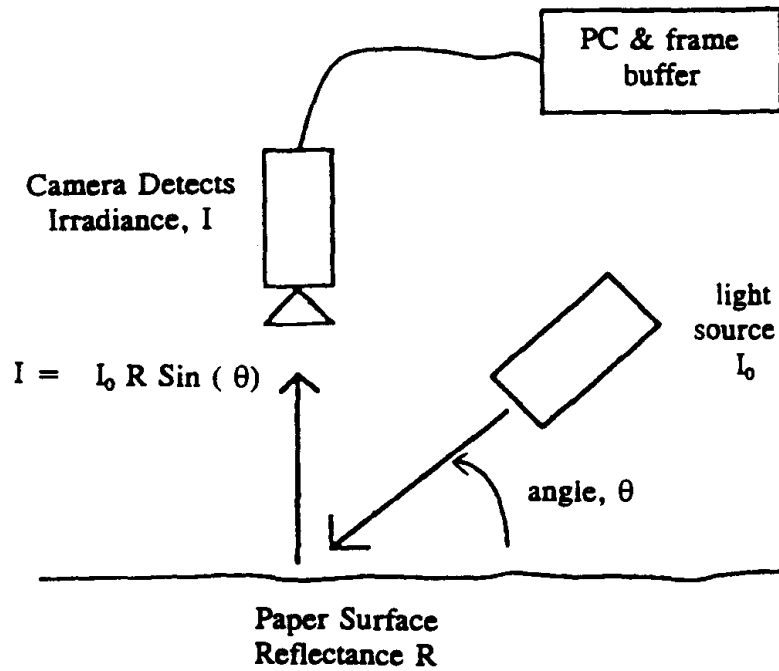 PC & frame
buffer
Camera Detects
Irradiance, I
light
source
I₀
I = I₀ R Sin ( θ)
angle, θ
Paper Surface
Reflectance R